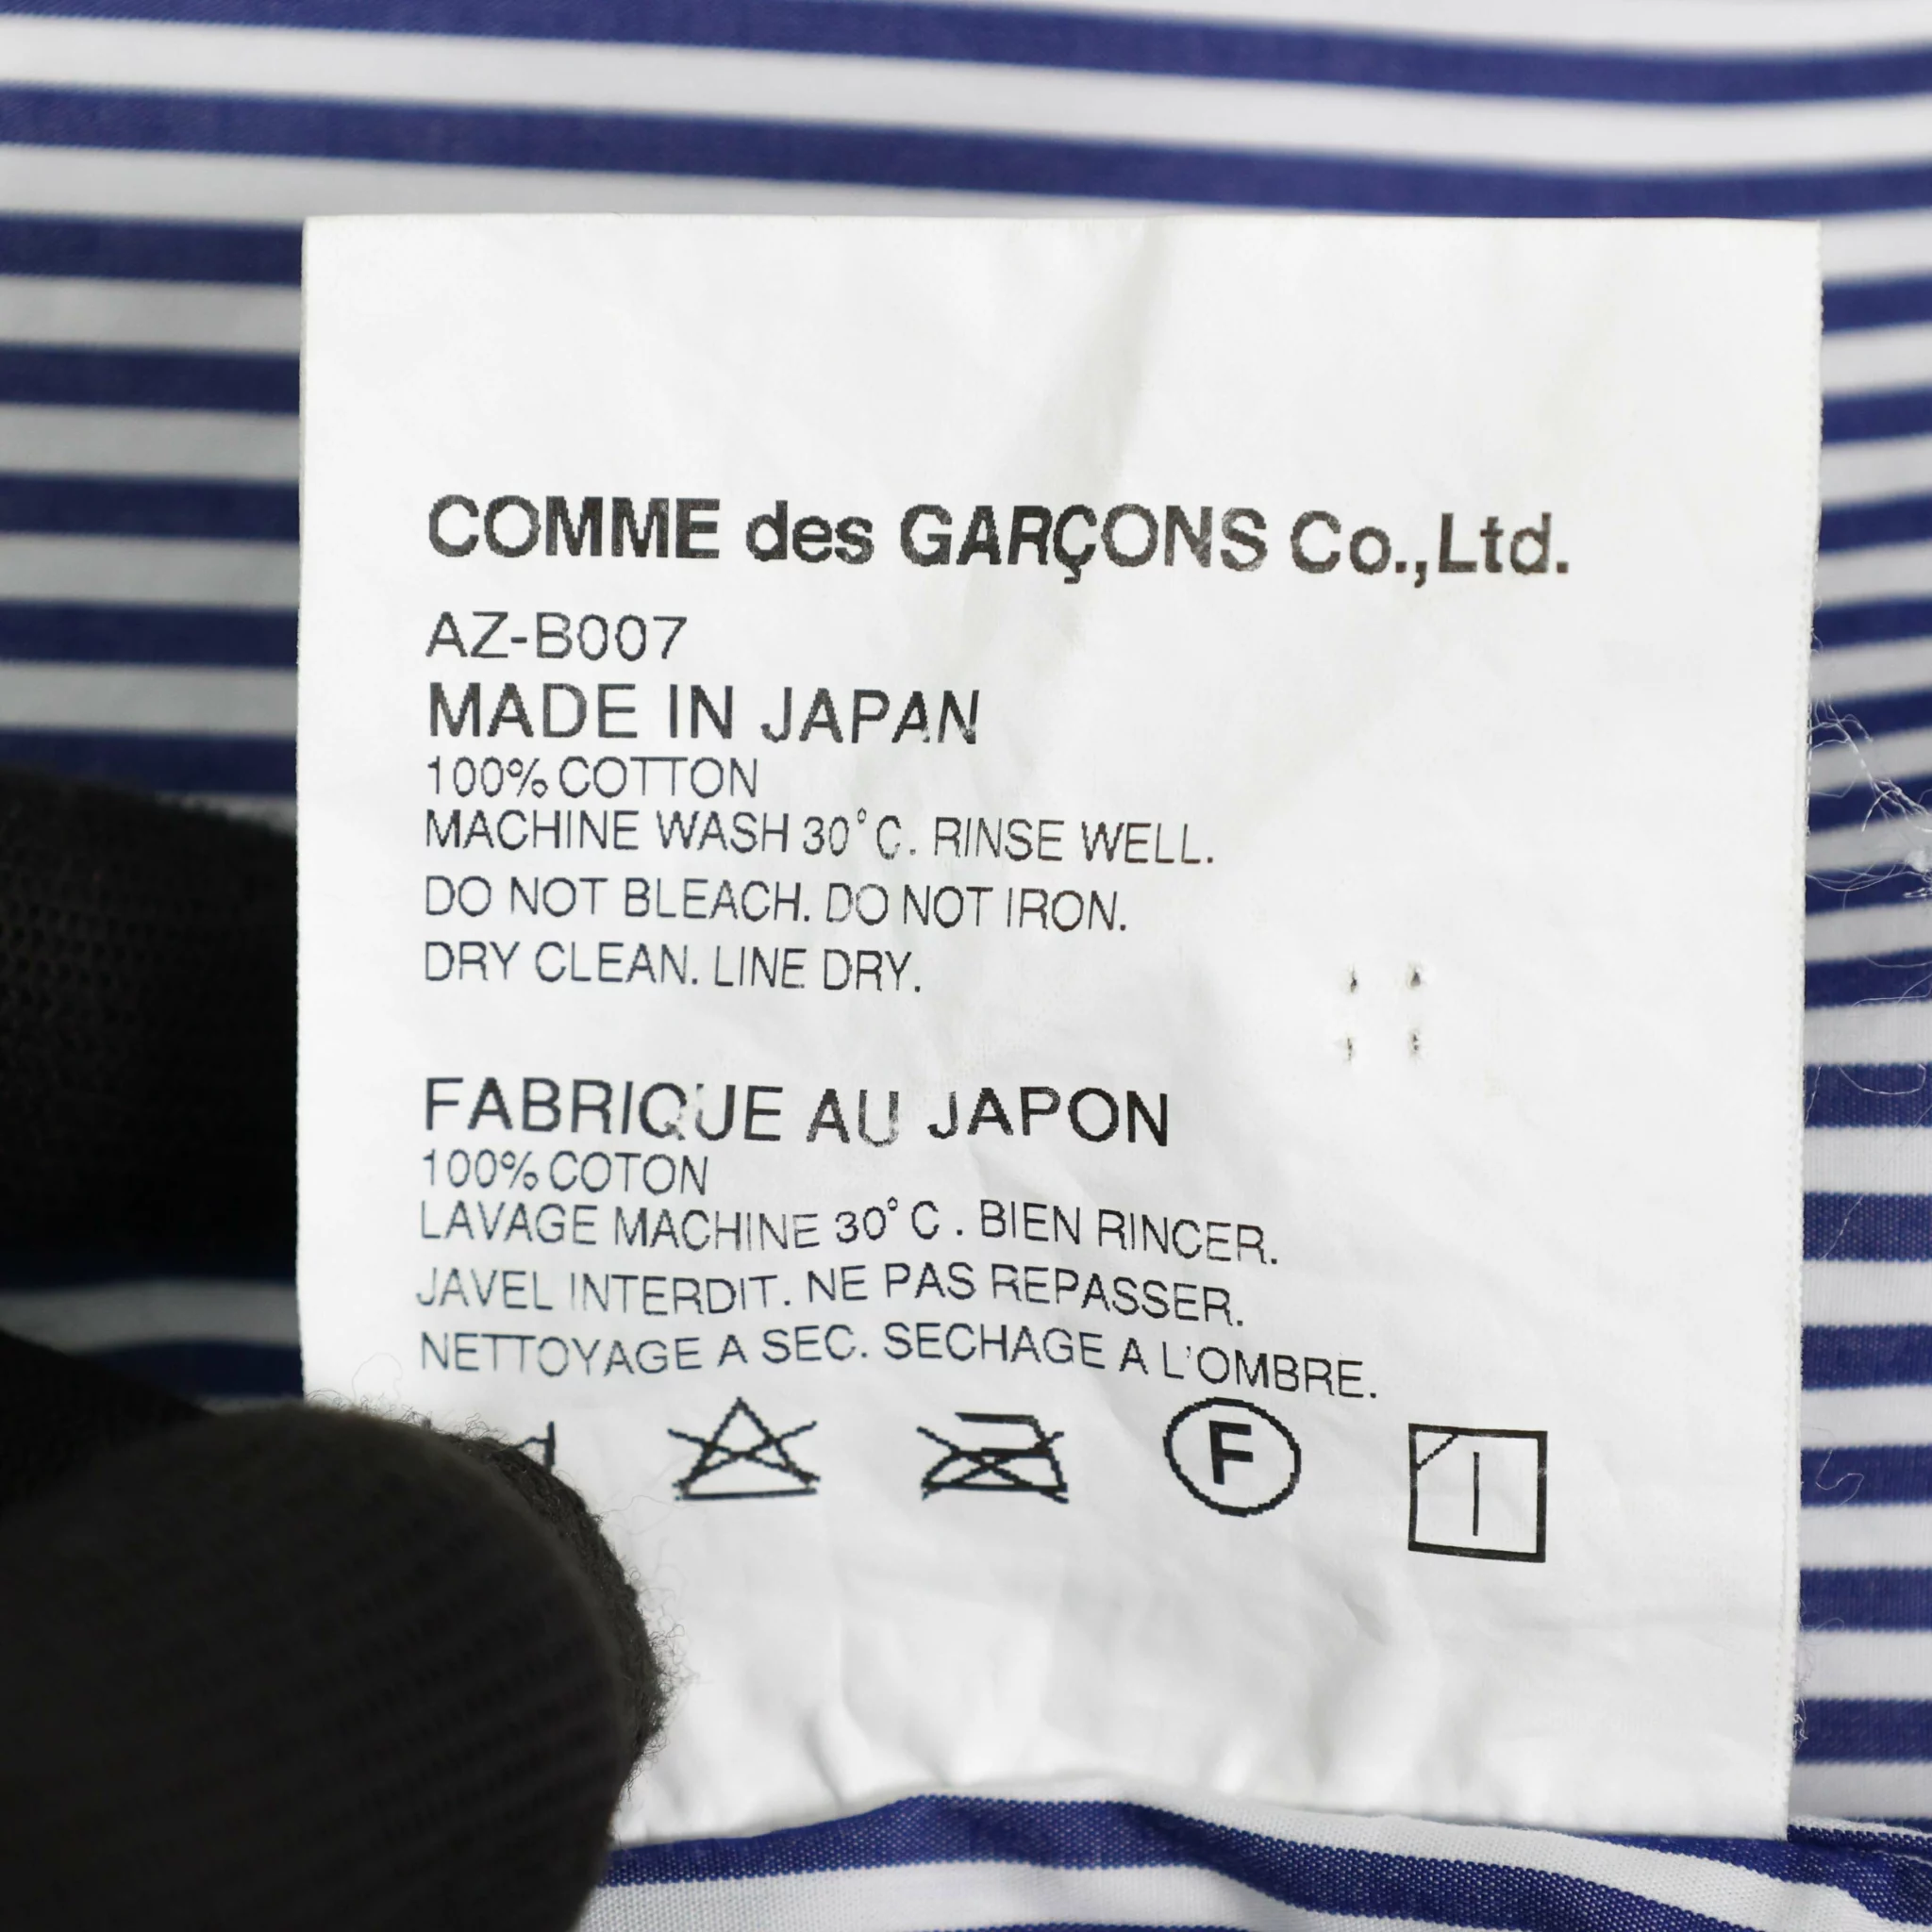 COMME des GARÇONS Co.,Ltd.
AZ-B007
MADE IN JAPAN
100% COTTON
MACHINE WASH 30°C. RINSE WELL.
DO NOT BLEACH. DO NOT IRON.
DRY CLEAN. LINE DRY.
FABRIQUE AU JAPON
100% COTON
LAVAGE MACHINE 30°C. BIEN RINCER.
JAVEL INTERDIT. NE PAS REPASSER.
NETTOYAGE A SEC. SECHAGE A L'OMBRE.
F